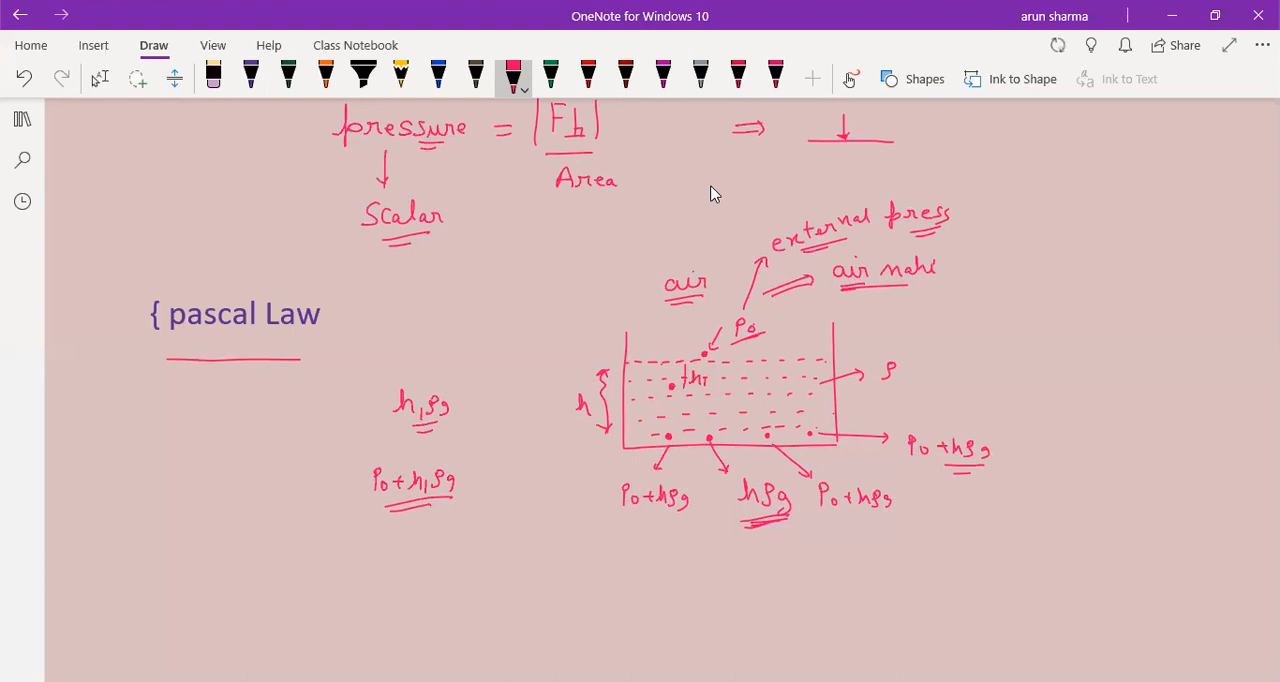 OneNote for Windows 10
arun sharma
Home Insert Draw View Help Class Notebook
Share
Shapes Ink to Shape Ink to Text
pressure = |F⊥| ⇒
Area
Scalar
external press
air nahi
air
{ pascal Law
P₀
h₁
ρ
h
h₁ρg
P₀+hρg
P₀+h₁ρg
P₀+hρg hρg P₀+hρg